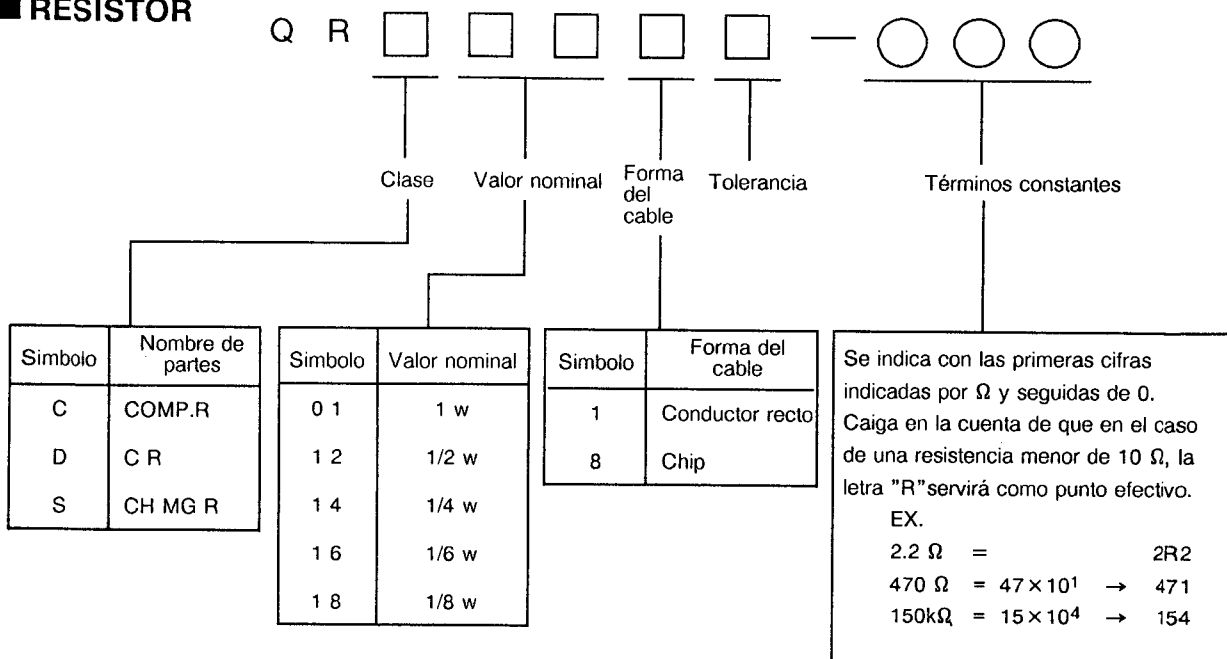 RESISTOR
Q R —
Clase
Valor nominal
Forma
del
cable
Tolerancia
Términos constantes
Simbolo
Nombre de
partes
C COMP.R
D C R
S CH MG R
Simbolo Valor nominal
0 1 1 w
1 2 1/2 w
1 4 1/4 w
1 6 1/6 w
1 8 1/8 w
Simbolo
Forma del
cable
1 Conductor recto
8 Chip
Se indica con las primeras cifras
indicadas por Ω y seguidas de 0.
Caiga en la cuenta de que en el caso
de una resistencia menor de 10 Ω, la
letra "R"servirá como punto efectivo.
EX.
2.2 Ω = 2R2
470 Ω = 47×10¹ → 471
150kΩ = 15×10⁴ → 154